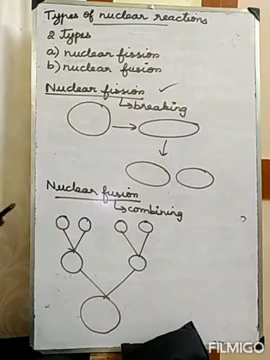 Types of nuclear reactions
2 types
a) nuclear fission
b) nuclear fusion
Nuclear fission
breaking
Nuclear fusion
combining
FILMIGO